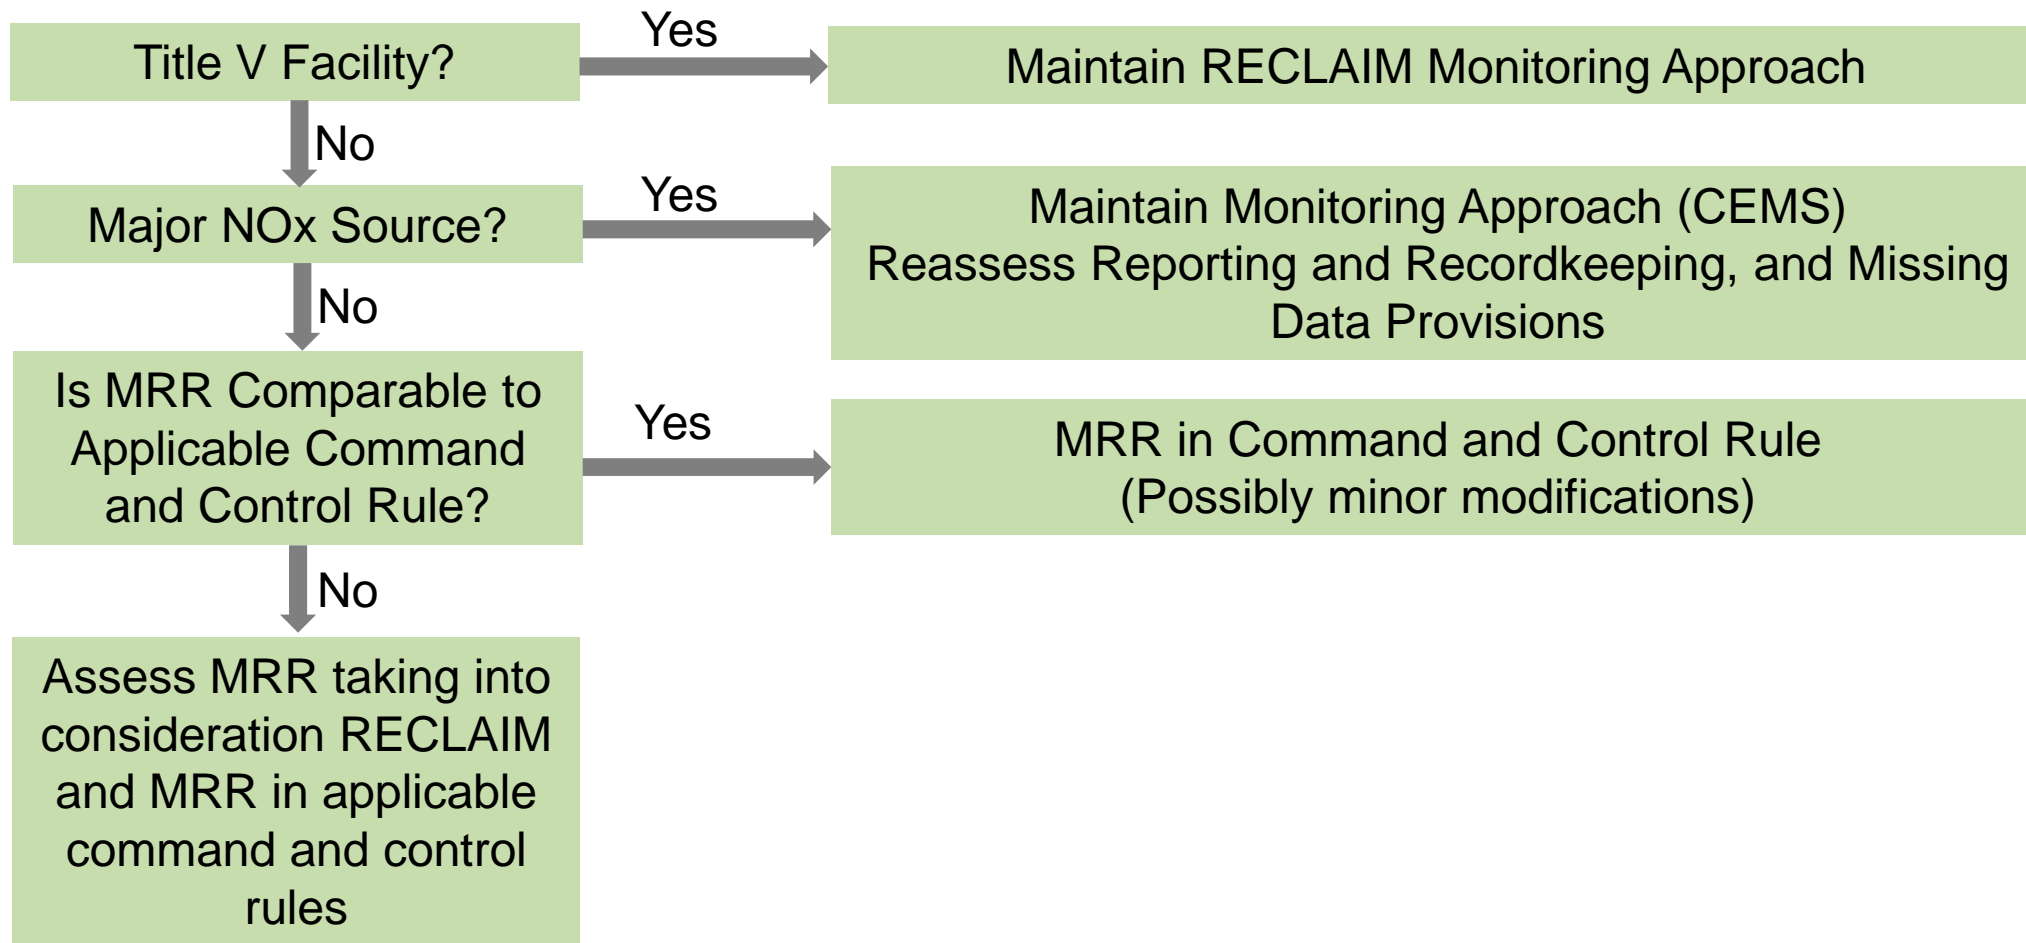 Title V Facility?
Yes
Maintain RECLAIM Monitoring Approach
No
Major NOx Source?
Yes
Maintain Monitoring Approach (CEMS)
Reassess Reporting and Recordkeeping, and Missing
Data Provisions
No
Is MRR Comparable to
Applicable Command
and Control Rule?
Yes
MRR in Command and Control Rule
(Possibly minor modifications)
No
Assess MRR taking into
consideration RECLAIM
and MRR in applicable
command and control
rules